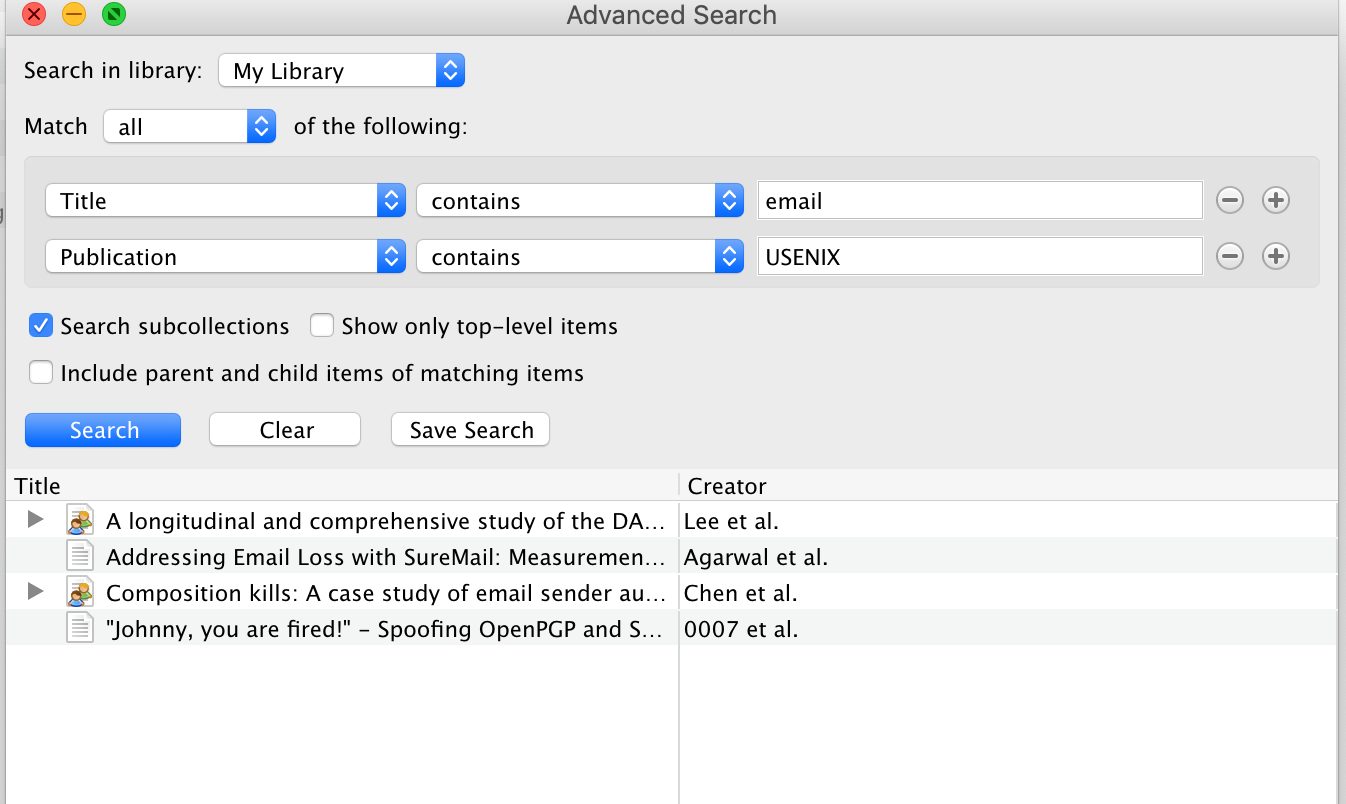 Advanced Search
Search in library: My Library
Match all of the following:
Title contains email
Publication contains USENIX
Search subcollections Show only top-level items
Include parent and child items of matching items
Search Clear Save Search
Title Creator
A longitudinal and comprehensive study of the DA... Lee et al.
Addressing Email Loss with SureMail: Measuremen... Agarwal et al.
Composition kills: A case study of email sender au... Chen et al.
"Johnny, you are fired!" – Spoofing OpenPGP and S... 0007 et al.